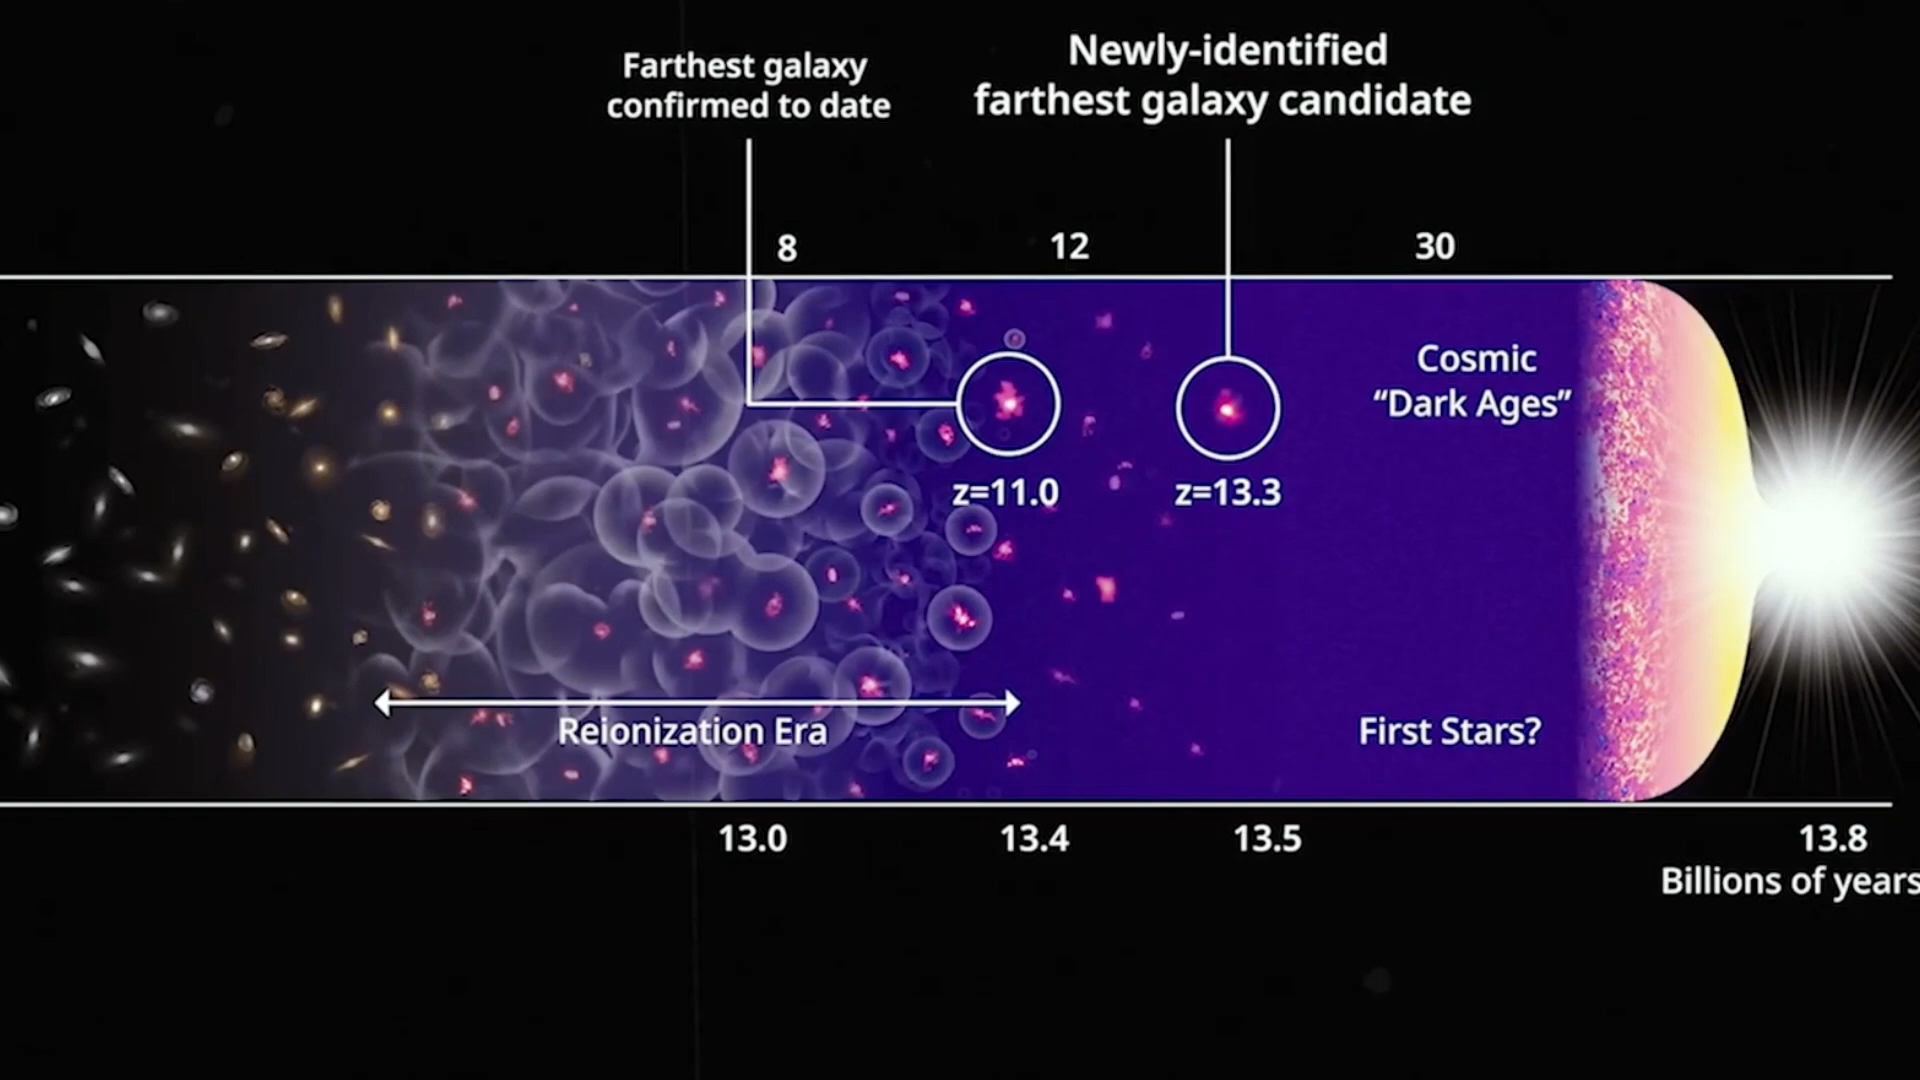 Farthest galaxy
confirmed to date
Newly-identified
farthest galaxy candidate
8
12
30
Cosmic
“Dark Ages”
z=11.0
z=13.3
Reionization Era
First Stars?
13.0
13.4
13.5
13.8
Billions of years